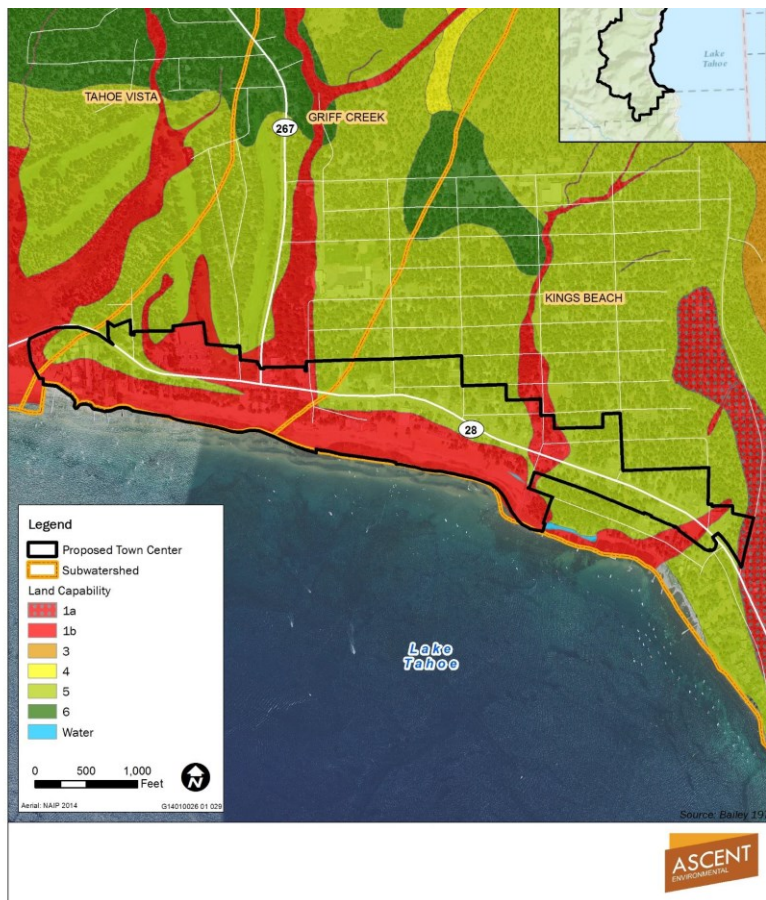 Lake
Tahoe
TAHOE VISTA
GRIFF CREEK
267
KINGS BEACH
28
Legend
Proposed Town Center
Subwatershed
Land Capability
1a
1b
3
4
5
6
Water
0 500 1,000
Feet
N
Aerial: NAIP 2014 G14010026 01 029
Lake
Tahoe
Source: Bailey 197
ASCENT
ENVIRONMENTAL